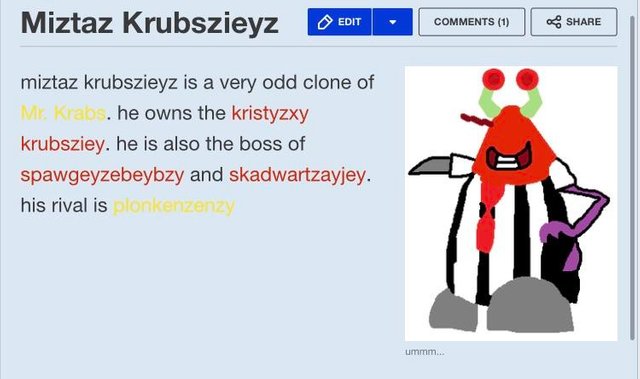 Miztaz Krubszieyz
EDIT
COMMENTS (1)
SHARE
miztaz krubszieyz is a very odd clone of
Mr. Krabs. he owns the kristyzxy
krubsziey. he is also the boss of
spawgeyzebeybzy and skadwartzayjey.
his rival is plonkenzenzy
ummm...